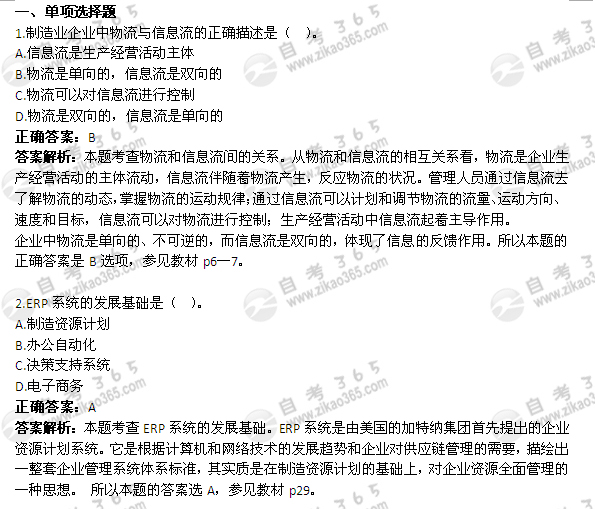 一、单项选择题
1.制造业企业中物流与信息流的正确描述是（    ）。
A.信息流是生产经营活动主体
B.物流是单向的，信息流是双向的
C.物流可以对信息流进行控制
D.物流是双向的，信息流是单向的
正确答案：B
答案解析：本题考查物流和信息流间的关系。从物流和信息流的相互关系看，物流是企业生
产经营活动的主体流动，信息流伴随着物流产生，反应物流的状况。管理人员通过信息流去
了解物流的动态，掌握物流的运动规律；通过信息流可以计划和调节物流的流量、运动方向、
速度和目标，信息流可以对物流进行控制；生产经营活动中信息流起着主导作用。
企业中物流是单向的、不可逆的，而信息流是双向的，体现了信息的反馈作用。所以本题的
正确答案是 B 选项，参见教材 p6—7。
2.ERP 系统的发展基础是（    ）。
A.制造资源计划
B.办公自动化
C.决策支持系统
D.电子商务
正确答案：A
答案解析：本题考查 ERP 系统的发展基础。ERP 系统是由美国的加特纳集团首先提出的企业
资源计划系统。它是根据计算机和网络技术的发展趋势和企业对供应链管理的需要，描绘出
一整套企业管理系统体系标准，其实质是在制造资源计划的基础上，对企业资源全面管理的
一种思想。 所以本题的答案选 A，参见教材 p29。
自考365
www.zikao365.com